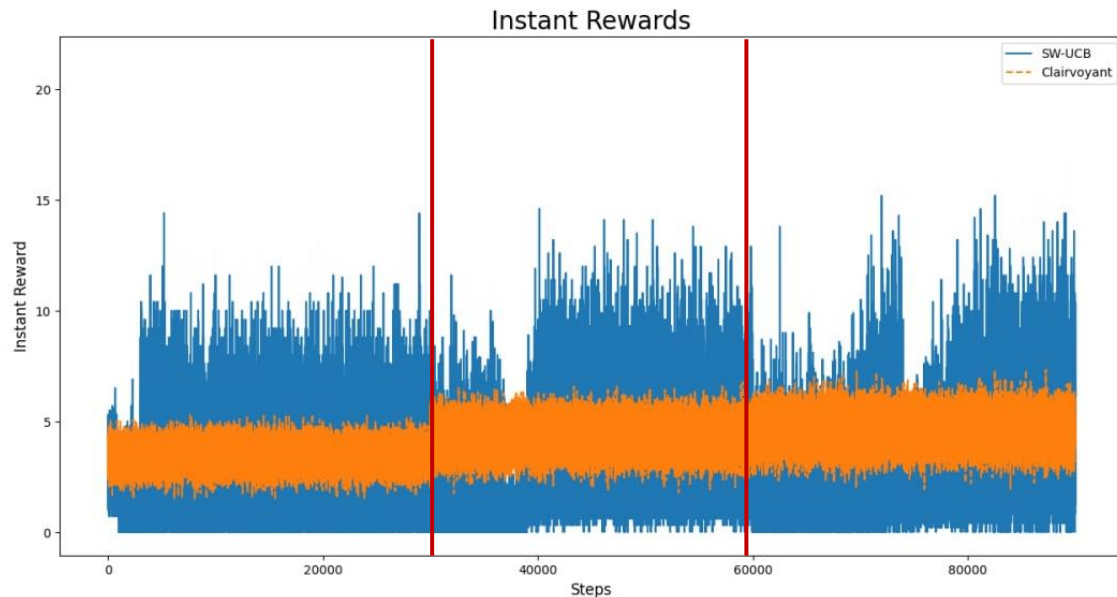 Instant Rewards
SW-UCB
Clairvoyant
20
15
10
5
0
Instant Reward
0
20000
40000
60000
80000
Steps